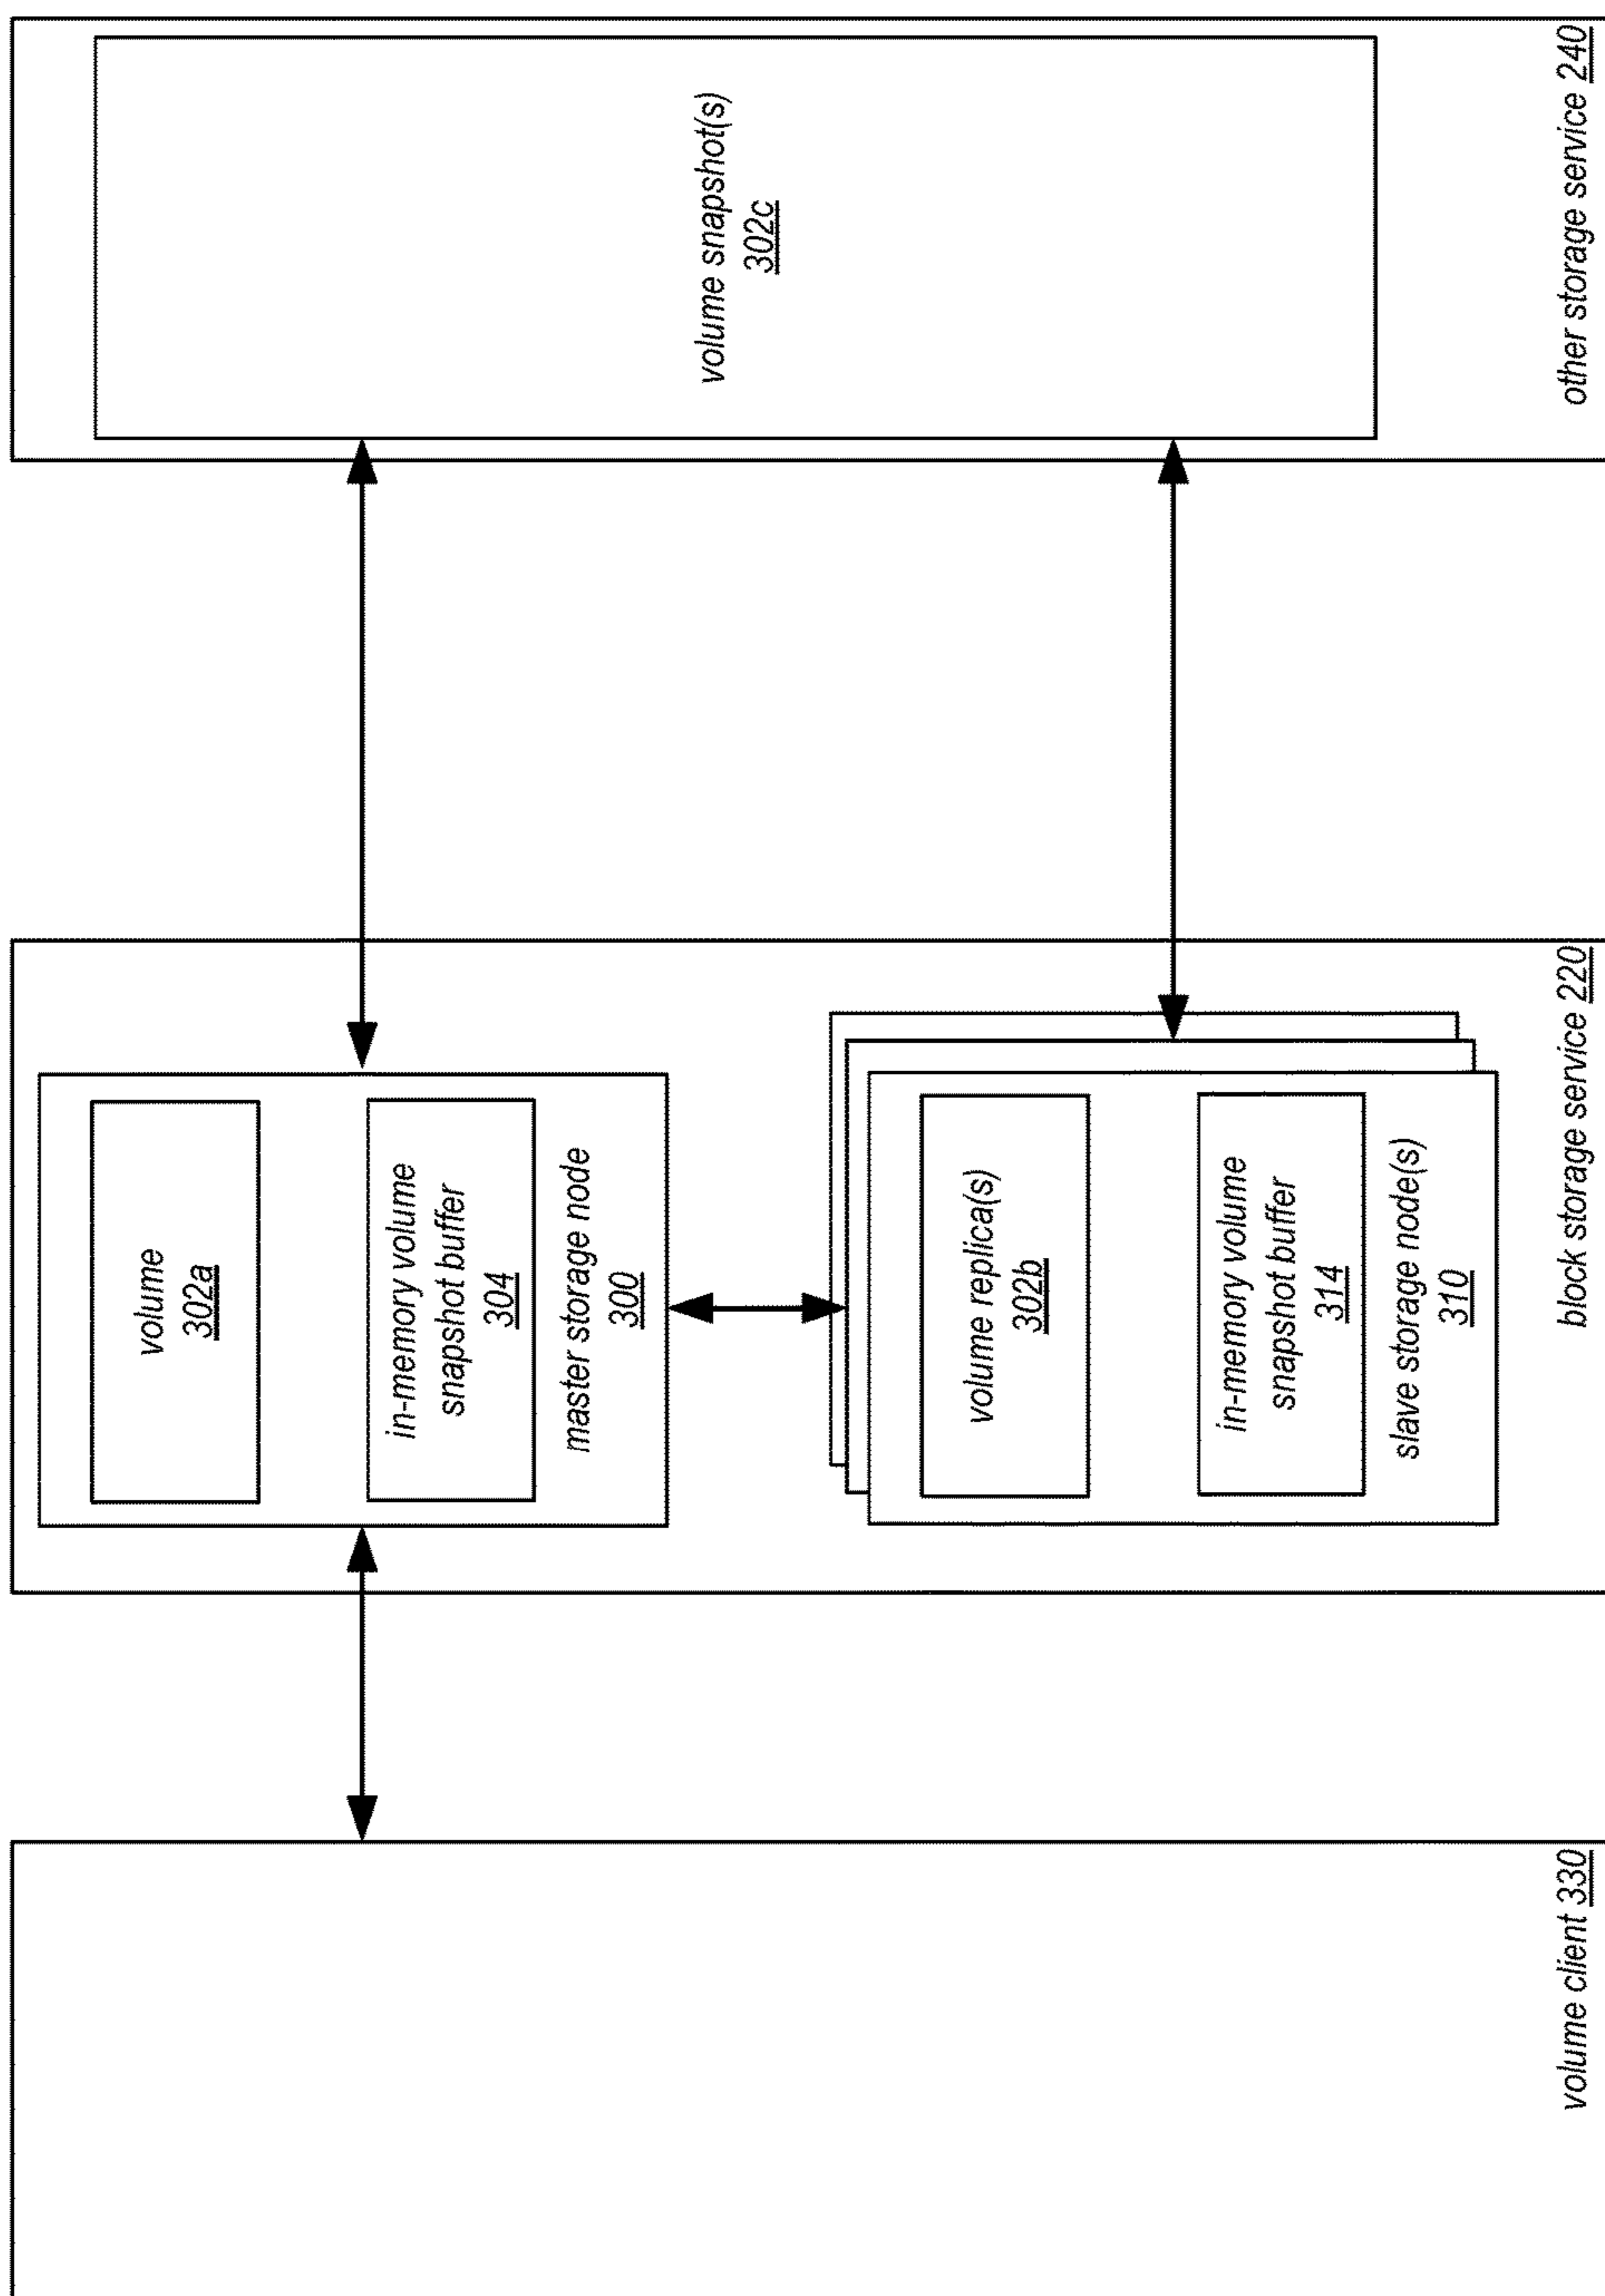 volume client 330
volume
302a
in-memory volume
snapshot buffer
304
master storage node
300
volume replica(s)
302b
in-memory volume
snapshot buffer
314
slave storage node(s)
310
block storage service 220
volume snapshot(s)
302c
other storage service 240